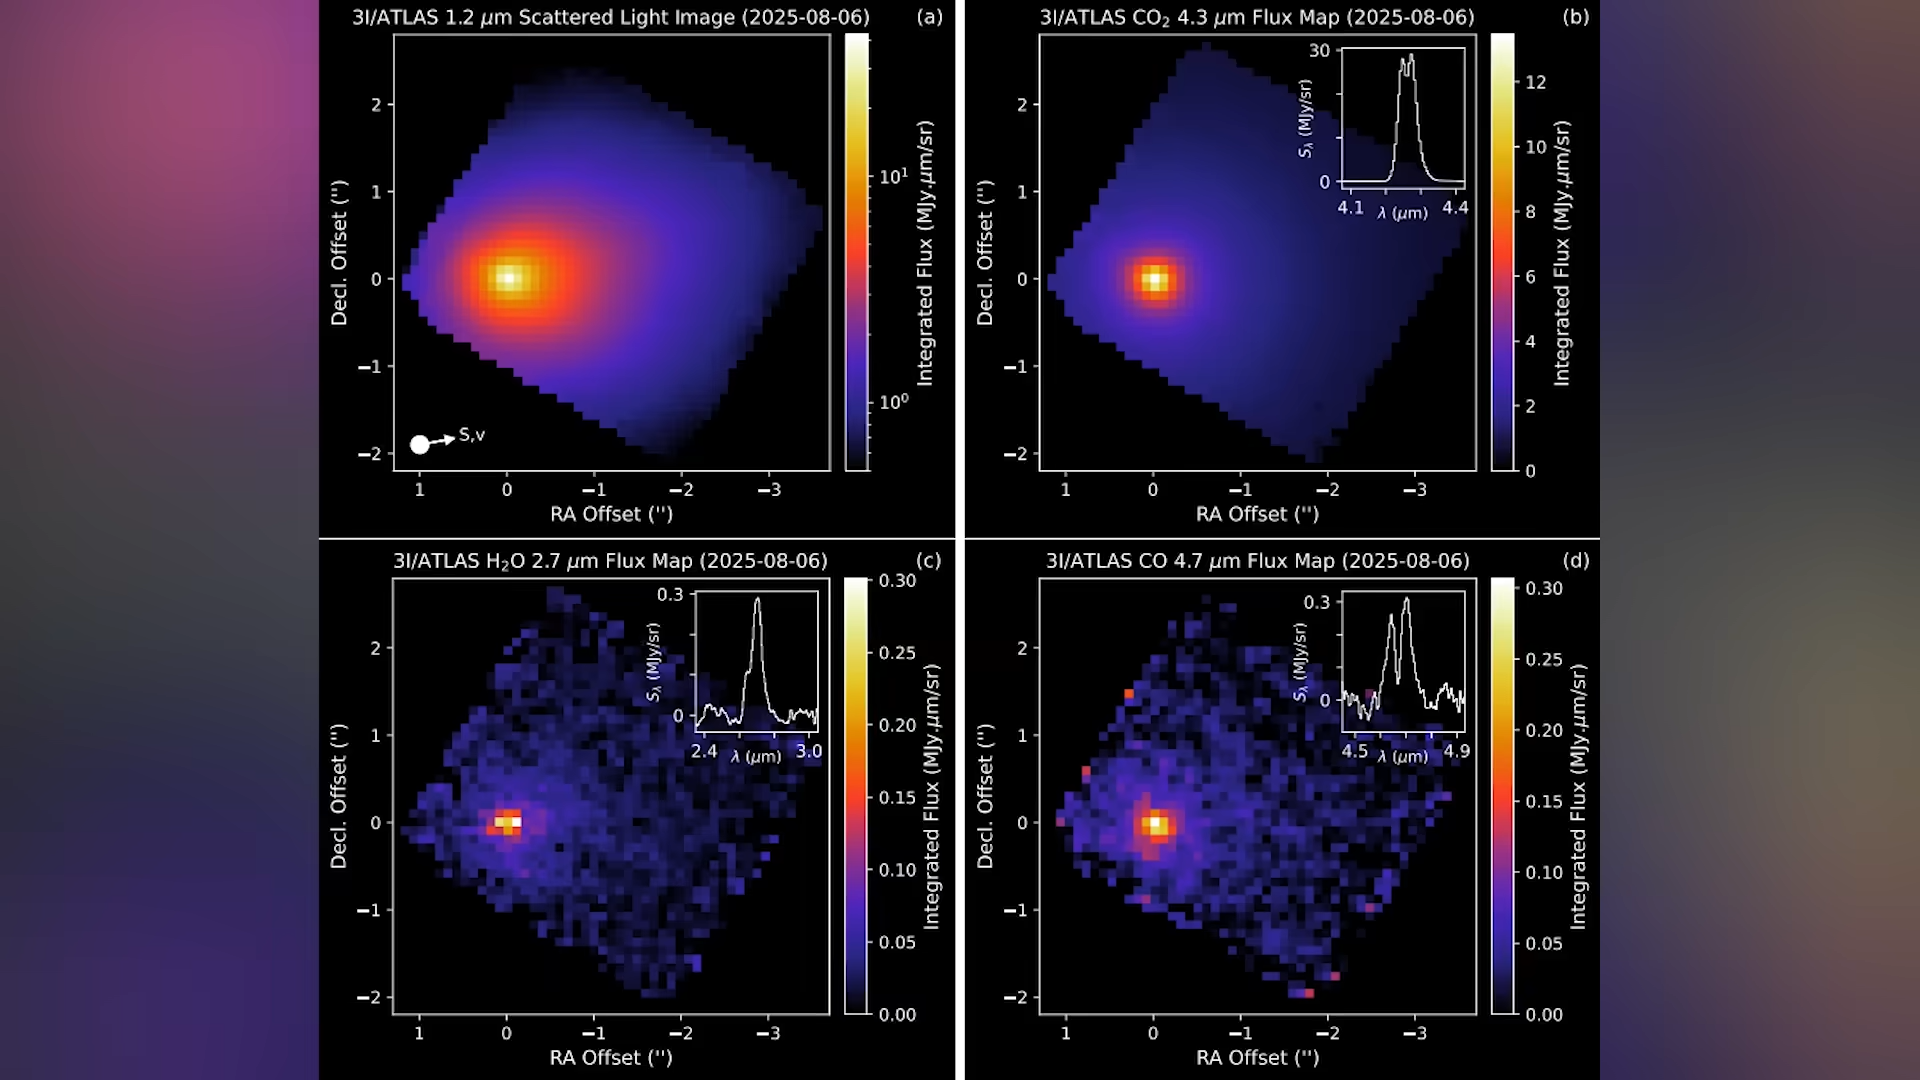 3I/ATLAS 1.2 μm Scattered Light Image (2025-08-06)
(a)
Decl. Offset ('')
2
1
0
−1
−2
S,v
1
0
−1
−2
−3
RA Offset ('')
10¹
10⁰
Integrated Flux (MJy.μm/sr)
3I/ATLAS CO₂ 4.3 μm Flux Map (2025-08-06)
(b)
Decl. Offset ('')
2
1
0
−1
−2
1
0
−1
−2
−3
RA Offset ('')
30
0
Sλ (MJy/sr)
4.1
λ (μm)
4.4
12
10
8
6
4
2
0
Integrated Flux (MJy.μm/sr)
3I/ATLAS H₂O 2.7 μm Flux Map (2025-08-06)
(c)
Decl. Offset ('')
2
1
0
−1
−2
1
0
−1
−2
−3
RA Offset ('')
0.3
0
Sλ (MJy/sr)
2.4
λ (μm)
3.0
0.30
0.25
0.20
0.15
0.10
0.05
0.00
Integrated Flux (MJy.μm/sr)
3I/ATLAS CO 4.7 μm Flux Map (2025-08-06)
(d)
Decl. Offset ('')
2
1
0
−1
−2
1
0
−1
−2
−3
RA Offset ('')
0.3
0
Sλ (MJy/sr)
4.5
λ (μm)
4.9
0.30
0.25
0.20
0.15
0.10
0.05
0.00
Integrated Flux (MJy.μm/sr)